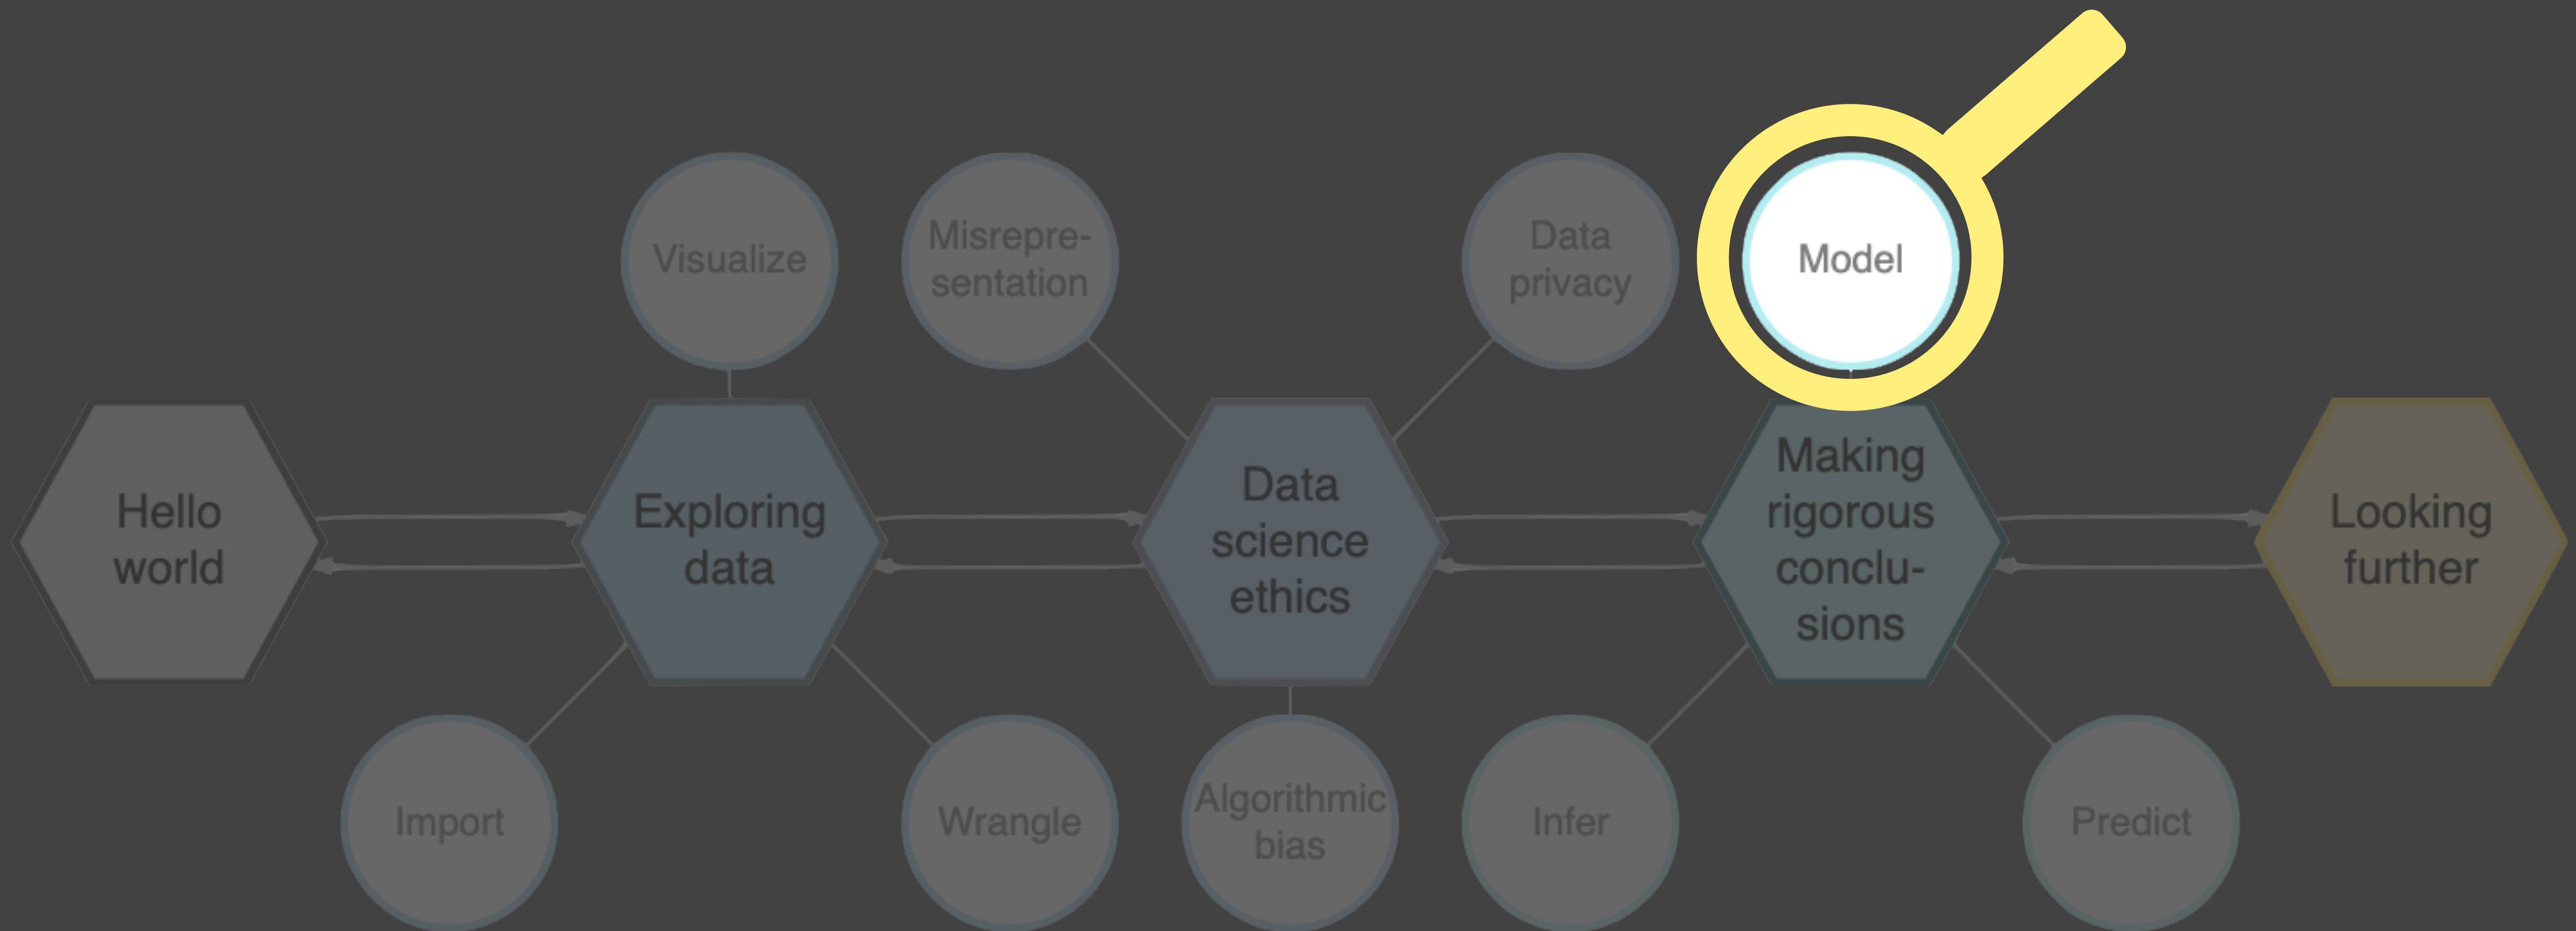 Visualize
Misrepre-
sentation
Data
privacy
Model
Hello
world
Exploring
data
Data
science
ethics
Making
rigorous
conclu-
sions
Looking
further
Import
Wrangle
Algorithmic
bias
Infer
Predict